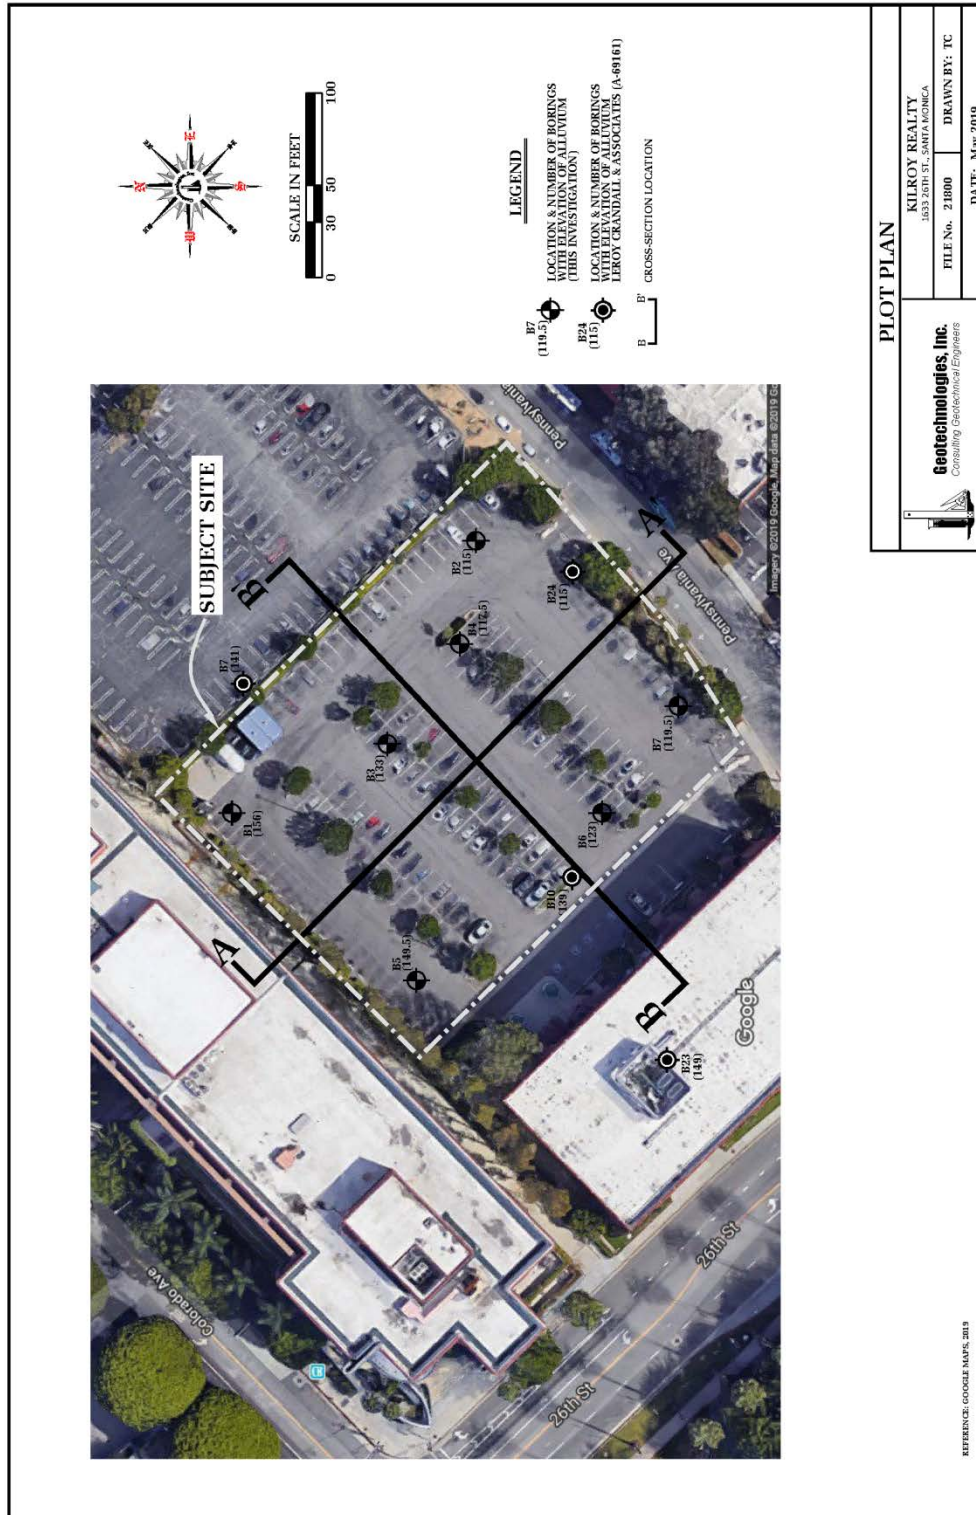 SCALE IN FEET
0 30 50 100
LEGEND
B7
(119.5)
LOCATION & NUMBER OF BORINGS
WITH ELEVATION OF ALLUVIUM
(THIS INVESTIGATION)
B24
(115)
LOCATION & NUMBER OF BORINGS
WITH ELEVATION OF ALLUVIUM
LEROY CRANDALL & ASSOCIATES (A-69161)
B B'
CROSS-SECTION LOCATION
SUBJECT SITE
B'
B7
(141)
B1
(156)
B3
(133)
B2
(115)
B4
(117.5)
B24
(115)
A'
A
B5
(149.5)
B10
(139)
B6
(123)
B7
(119.5)
B
B23
(149)
Colorado Ave
26th St
26th St
Google
Pennsylvania
Pennsylvania Ave
Imagery ©2019 Google, Map data ©2019
PLOT PLAN
Geotechnologies, Inc.
Consulting Geotechnical Engineers
KILROY REALTY
1633 26TH ST., SANTA MONICA
FILE No. 21800
DRAWN BY: TC
REFERENCE: GOOGLE MAPS, 2019